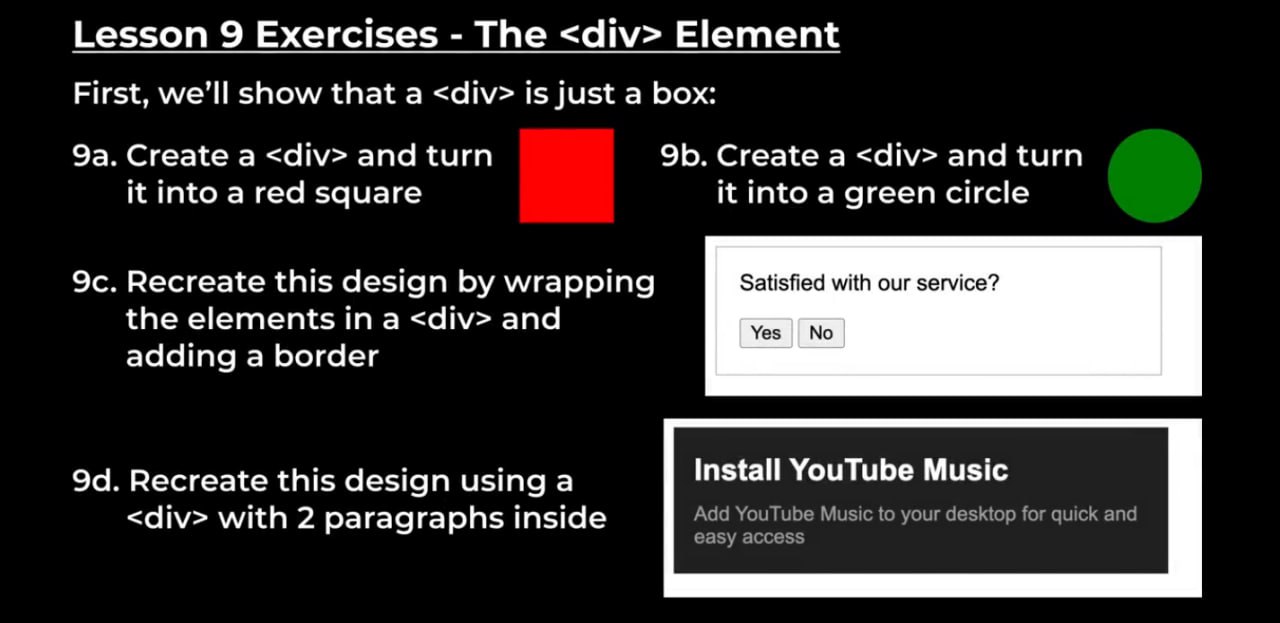 Lesson 9 Exercises - The <div> Element
First, we’ll show that a <div> is just a box:
9a. Create a <div> and turn
it into a red square
9b. Create a <div> and turn
it into a green circle
9c. Recreate this design by wrapping
the elements in a <div> and
adding a border
Satisfied with our service?
Yes No
9d. Recreate this design using a
<div> with 2 paragraphs inside
Install YouTube Music
Add YouTube Music to your desktop for quick and
easy access